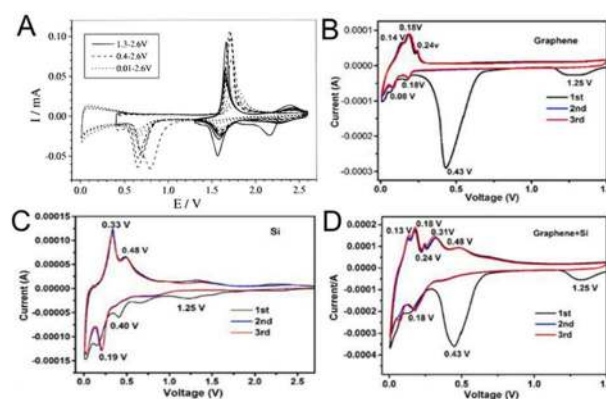 A
1.3-2.6V
0.4-2.6V
0.01-2.6V
I / mA
0.10
0.05
0.00
-0.05
0.0
0.5
1.0
1.5
2.0
2.5
E / V
B
Graphene
0.18V
0.14 V
0.24v
0.08 V
0.18V
1.25 V
0.43 V
1st
2nd
3rd
Current (A)
0.0001
0.0000
-0.0001
-0.0002
-0.0003
0.0
0.5
1.0
1.5
Voltage (V)
C
Si
0.33 V
0.48 V
1.25 V
0.40 V
0.19 V
1st
2nd
3rd
Current (A)
0.00015
0.00010
0.00005
0.00000
-0.00005
-0.00010
-0.00015
0.0
0.5
1.0
1.5
2.0
2.5
Voltage (V)
D
Graphene+Si
0.18 V
0.13 V
0.31V
0.24 V
0.48 V
1.25 V
0.18 V
0.43 V
1st
2nd
3rd
Current/A
0.0002
0.0001
0.0000
-0.0001
-0.0002
-0.0003
-0.0004
0.0
0.5
1.0
Voltage (V)